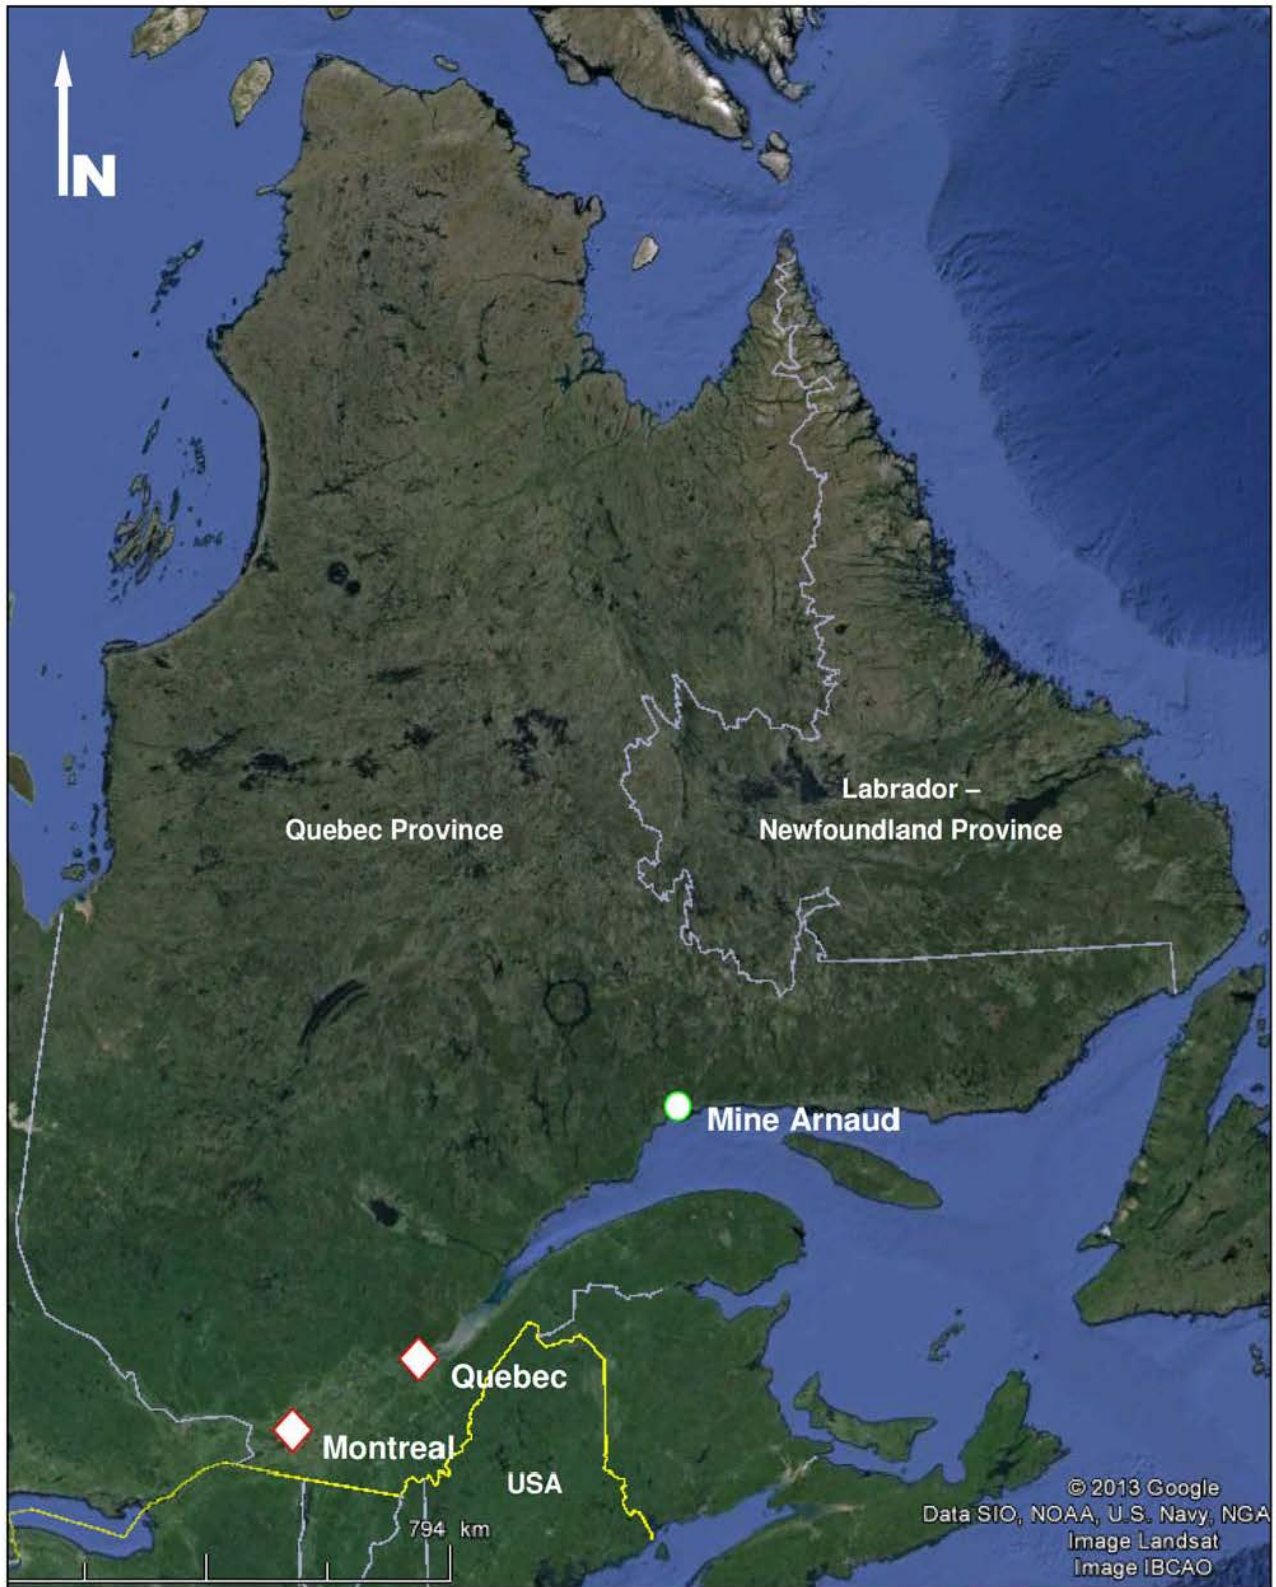 N
Labrador –
Quebec Province
Newfoundland Province
Mine Arnaud
Quebec
Montreal
USA
© 2013 Google
Data SIO, NOAA, U.S. Navy, NGA
794 km
Image Landsat
Image IBCAO